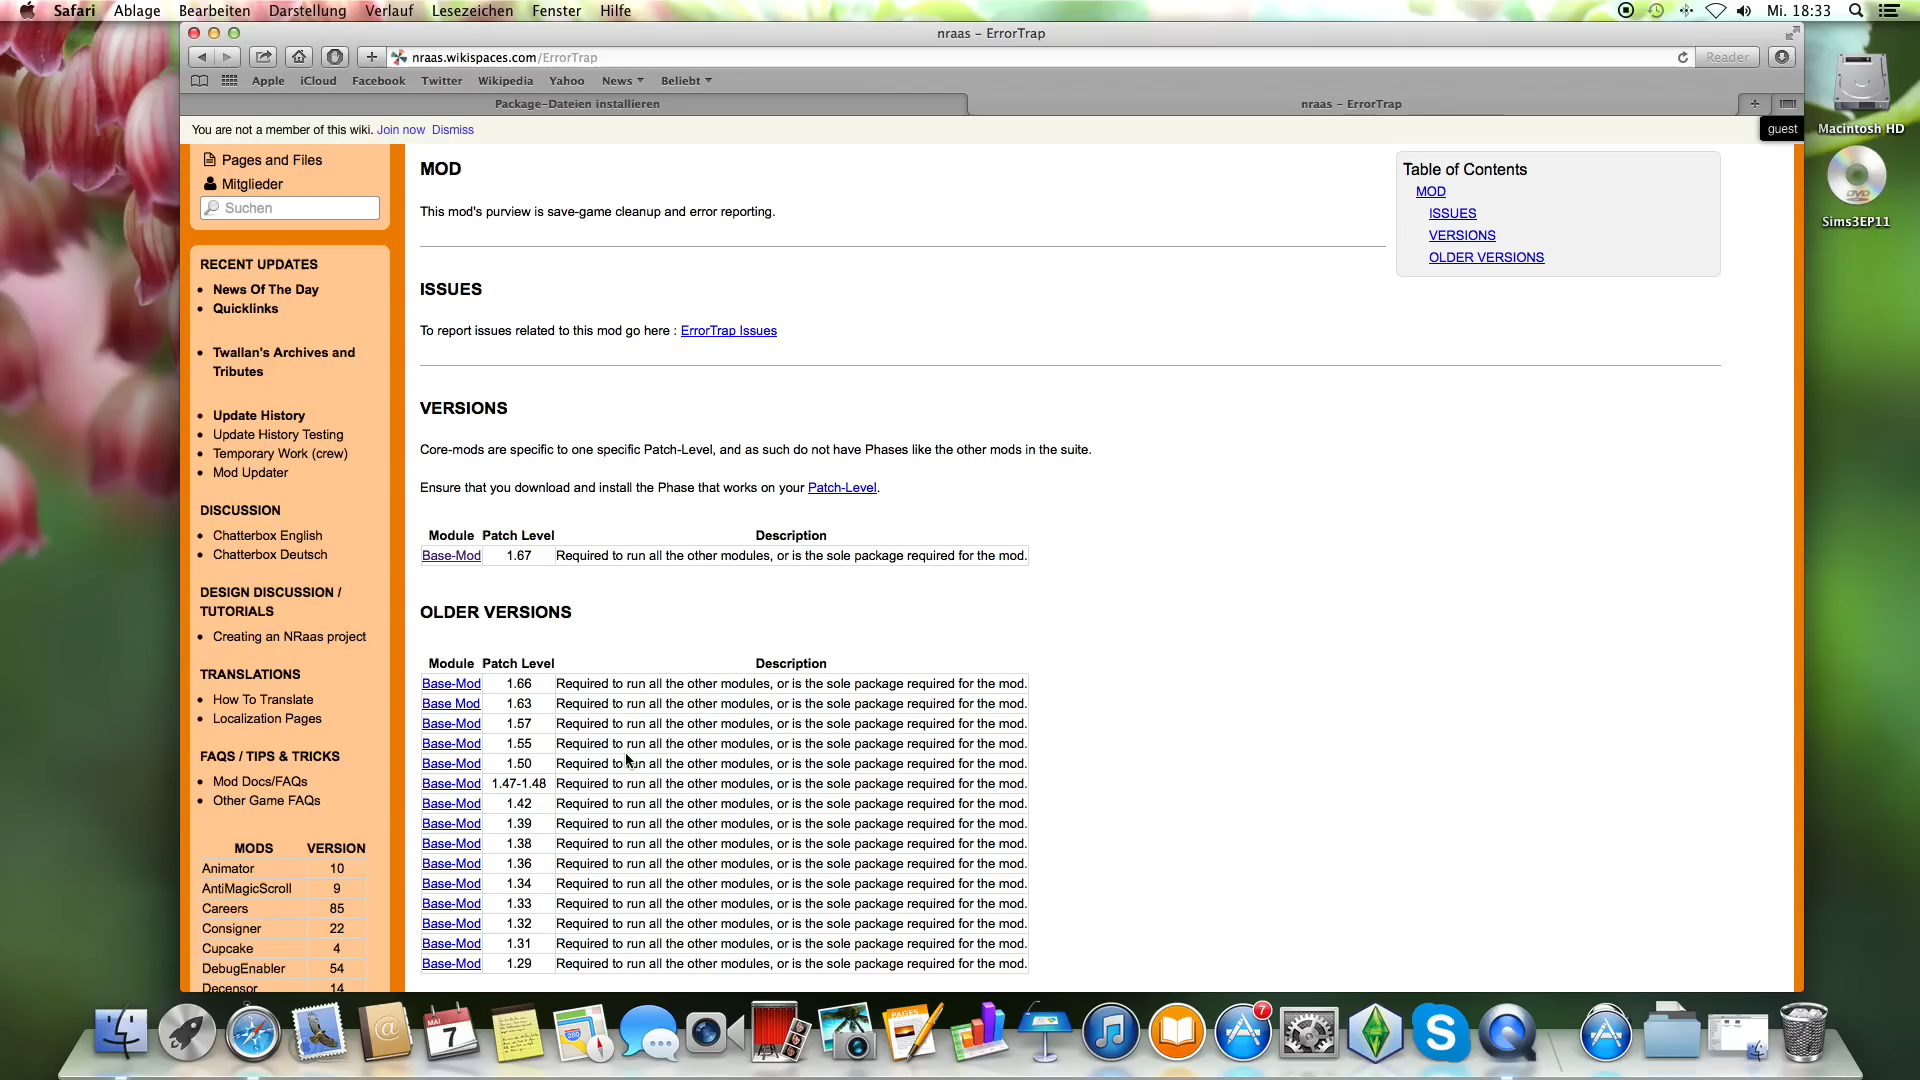 Safari Ablage Bearbeiten Darstellung Verlauf Lesezeichen Fenster Hilfe Mi. 18:33
nraas – ErrorTrap
nraas.wikispaces.com/ErrorTrap Reader
Apple iCloud Facebook Twitter Wikipedia Yahoo News Beliebt
Package-Dateien installieren nraas – ErrorTrap
You are not a member of this wiki. Join now Dismiss guest
Macintosh HD
Sims3EP11
Pages and Files
Mitglieder
Suchen
RECENT UPDATES
News Of The Day
Quicklinks
Twallan's Archives and
Tributes
Update History
Update History Testing
Temporary Work (crew)
Mod Updater
DISCUSSION
Chatterbox English
Chatterbox Deutsch
DESIGN DISCUSSION /
TUTORIALS
Creating an NRaas project
TRANSLATIONS
How To Translate
Localization Pages
FAQS / TIPS & TRICKS
Mod Docs/FAQs
Other Game FAQs
MODS VERSION
Animator 10
AntiMagicScroll 9
Careers 85
Consigner 22
Cupcake 4
DebugEnabler 54
Decensor 14
MOD
This mod's purview is save-game cleanup and error reporting.
ISSUES
To report issues related to this mod go here : ErrorTrap Issues
VERSIONS
Core-mods are specific to one specific Patch-Level, and as such do not have Phases like the other mods in the suite.
Ensure that you download and install the Phase that works on your Patch-Level.
Module Patch Level Description
Base-Mod 1.67 Required to run all the other modules, or is the sole package required for the mod.
OLDER VERSIONS
Module Patch Level Description
Base-Mod 1.66 Required to run all the other modules, or is the sole package required for the mod.
Base Mod 1.63 Required to run all the other modules, or is the sole package required for the mod.
Base-Mod 1.57 Required to run all the other modules, or is the sole package required for the mod.
Base-Mod 1.55 Required to run all the other modules, or is the sole package required for the mod.
Base-Mod 1.50 Required to run all the other modules, or is the sole package required for the mod.
Base-Mod 1.47-1.48 Required to run all the other modules, or is the sole package required for the mod.
Base-Mod 1.42 Required to run all the other modules, or is the sole package required for the mod.
Base-Mod 1.39 Required to run all the other modules, or is the sole package required for the mod.
Base-Mod 1.38 Required to run all the other modules, or is the sole package required for the mod.
Base-Mod 1.36 Required to run all the other modules, or is the sole package required for the mod.
Base-Mod 1.34 Required to run all the other modules, or is the sole package required for the mod.
Base-Mod 1.33 Required to run all the other modules, or is the sole package required for the mod.
Base-Mod 1.32 Required to run all the other modules, or is the sole package required for the mod.
Base-Mod 1.31 Required to run all the other modules, or is the sole package required for the mod.
Base-Mod 1.29 Required to run all the other modules, or is the sole package required for the mod.
Table of Contents
MOD
ISSUES
VERSIONS
OLDER VERSIONS
MAI
7
PAGES
7
DVD